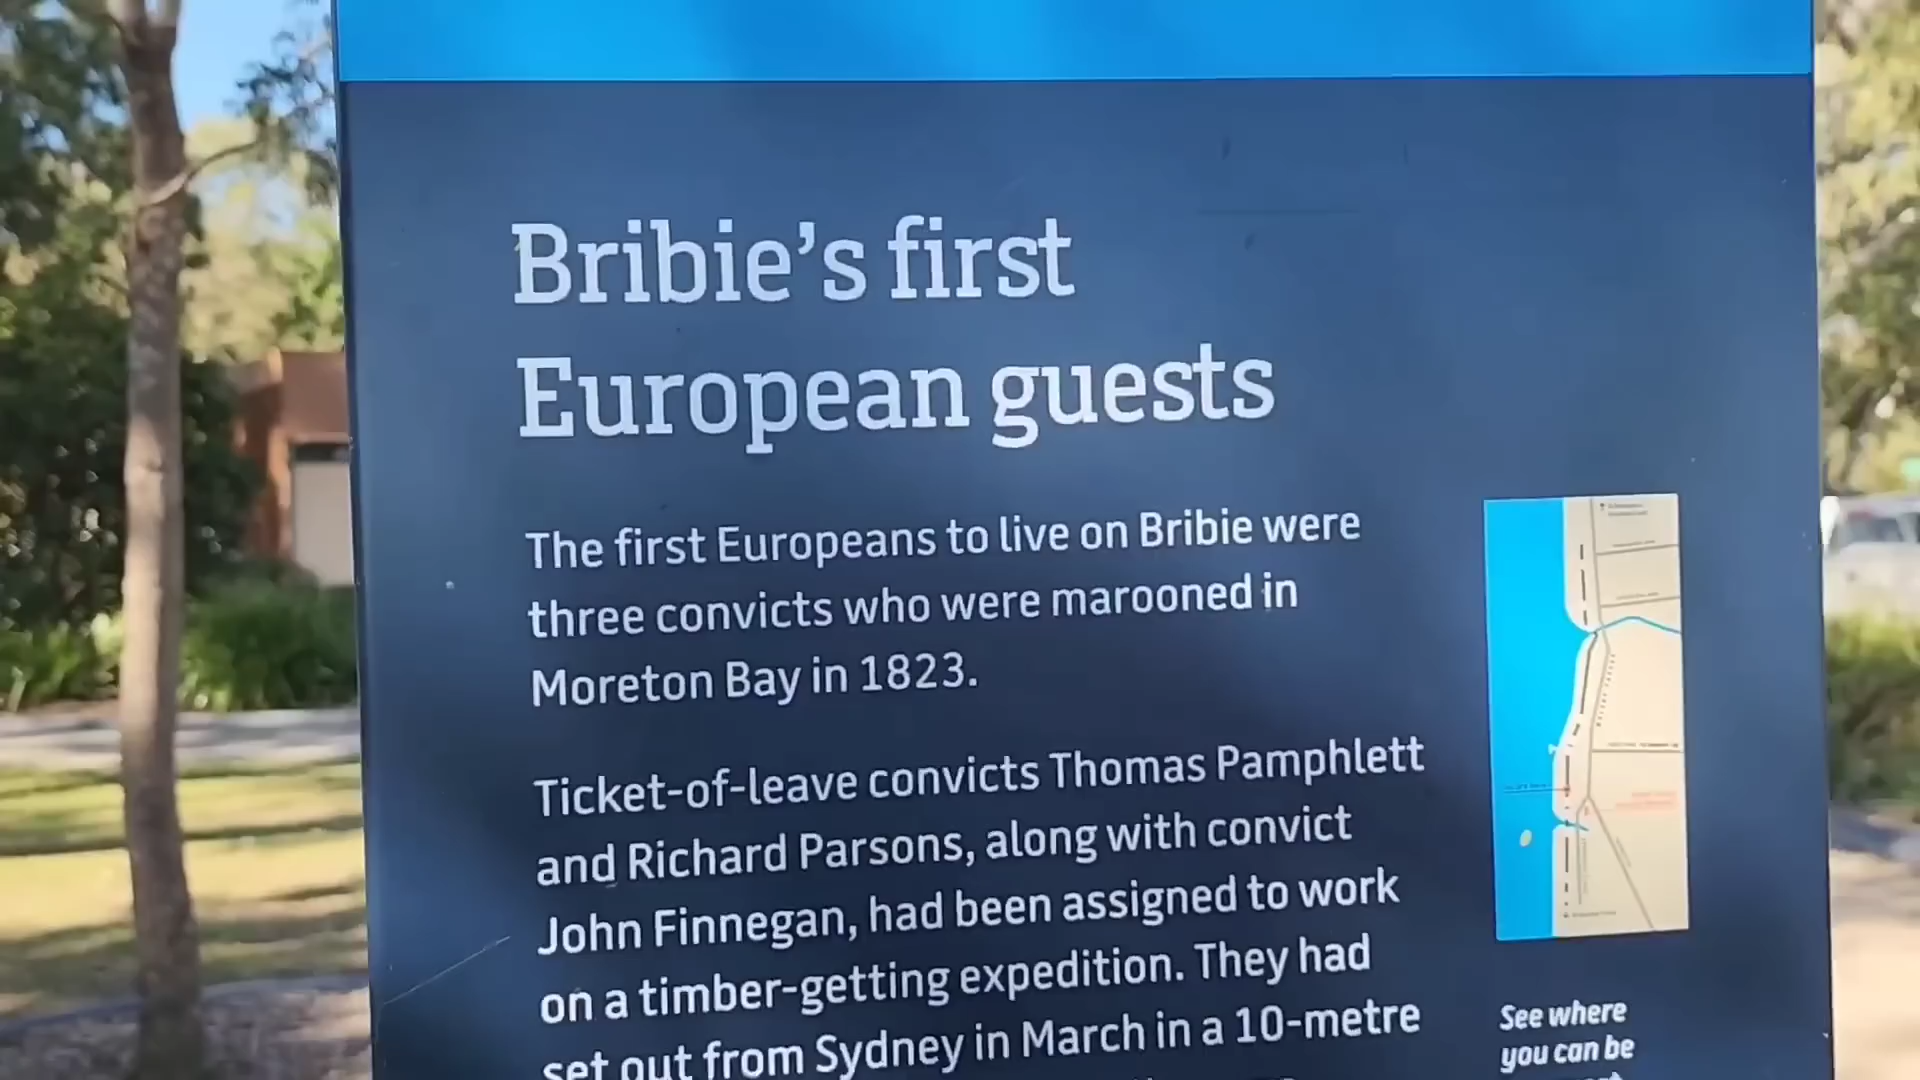 Bribie's first
European guests
The first Europeans to live on Bribie were
three convicts who were marooned in
Moreton Bay in 1823.
Ticket-of-leave convicts Thomas Pamphlett
and Richard Parsons, along with convict
John Finnegan, had been assigned to work
on a timber-getting expedition. They had
set out from Sydney in March in a 10-metre
See where
you can be